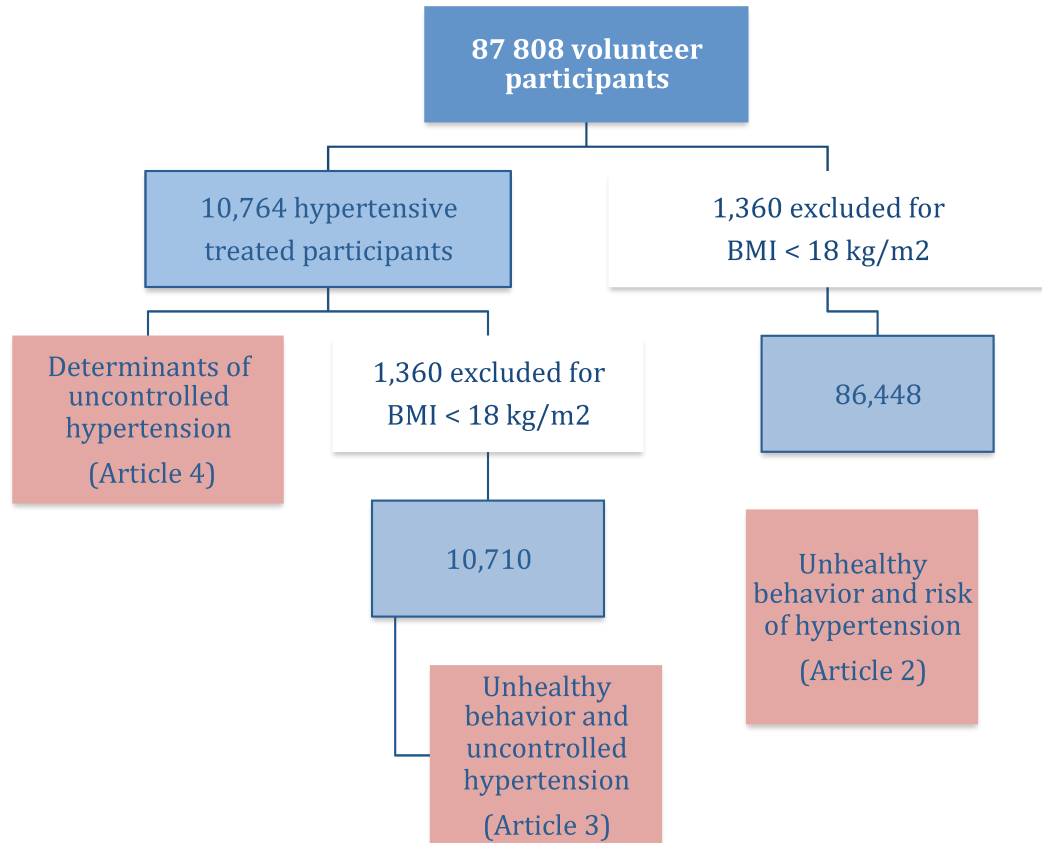 87 808 volunteer
participants
10,764 hypertensive
treated participants
1,360 excluded for
BMI < 18 kg/m2
Determinants of
uncontrolled
hypertension
(Article 4)
1,360 excluded for
BMI < 18 kg/m2
86,448
10,710
Unhealthy
behavior and risk
of hypertension
(Article 2)
Unhealthy
behavior and
uncontrolled
hypertension
(Article 3)